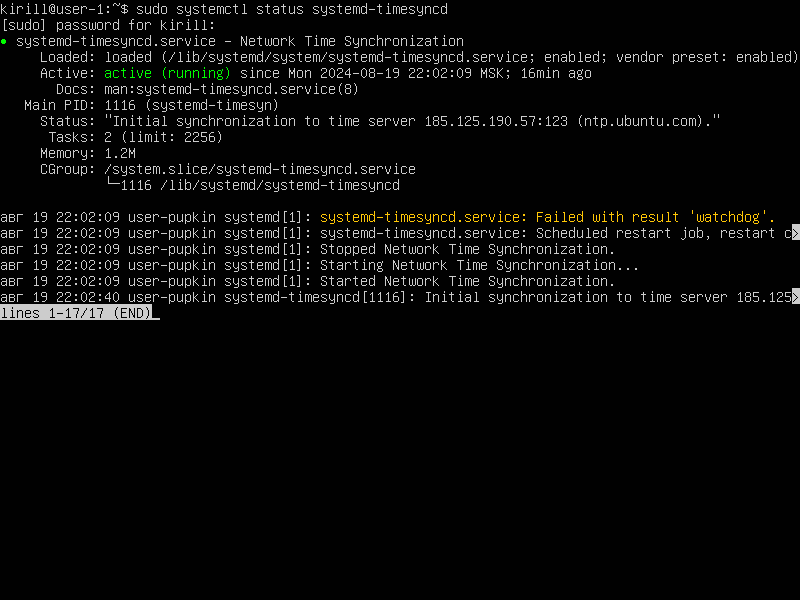 kirill@user-1:~$ sudo systemctl status systemd-timesyncd
[sudo] password for kirill:
● systemd-timesyncd.service - Network Time Synchronization
     Loaded: loaded (/lib/systemd/system/systemd-timesyncd.service; enabled; vendor preset: enabled)
     Active: active (running) since Mon 2024-08-19 22:02:09 MSK; 16min ago
       Docs: man:systemd-timesyncd.service(8)
   Main PID: 1116 (systemd-timesyn)
     Status: "Initial synchronization to time server 185.125.190.57:123 (ntp.ubuntu.com)."
      Tasks: 2 (limit: 2256)
     Memory: 1.2M
     CGroup: /system.slice/systemd-timesyncd.service
             └─1116 /lib/systemd/systemd-timesyncd
авг 19 22:02:09 user-pupkin systemd[1]: systemd-timesyncd.service: Failed with result 'watchdog'.
авг 19 22:02:09 user-pupkin systemd[1]: systemd-timesyncd.service: Scheduled restart job, restart c>
авг 19 22:02:09 user-pupkin systemd[1]: Stopped Network Time Synchronization.
авг 19 22:02:09 user-pupkin systemd[1]: Starting Network Time Synchronization...
авг 19 22:02:09 user-pupkin systemd[1]: Started Network Time Synchronization.
авг 19 22:02:40 user-pupkin systemd-timesyncd[1116]: Initial synchronization to time server 185.125>
lines 1-17/17 (END)